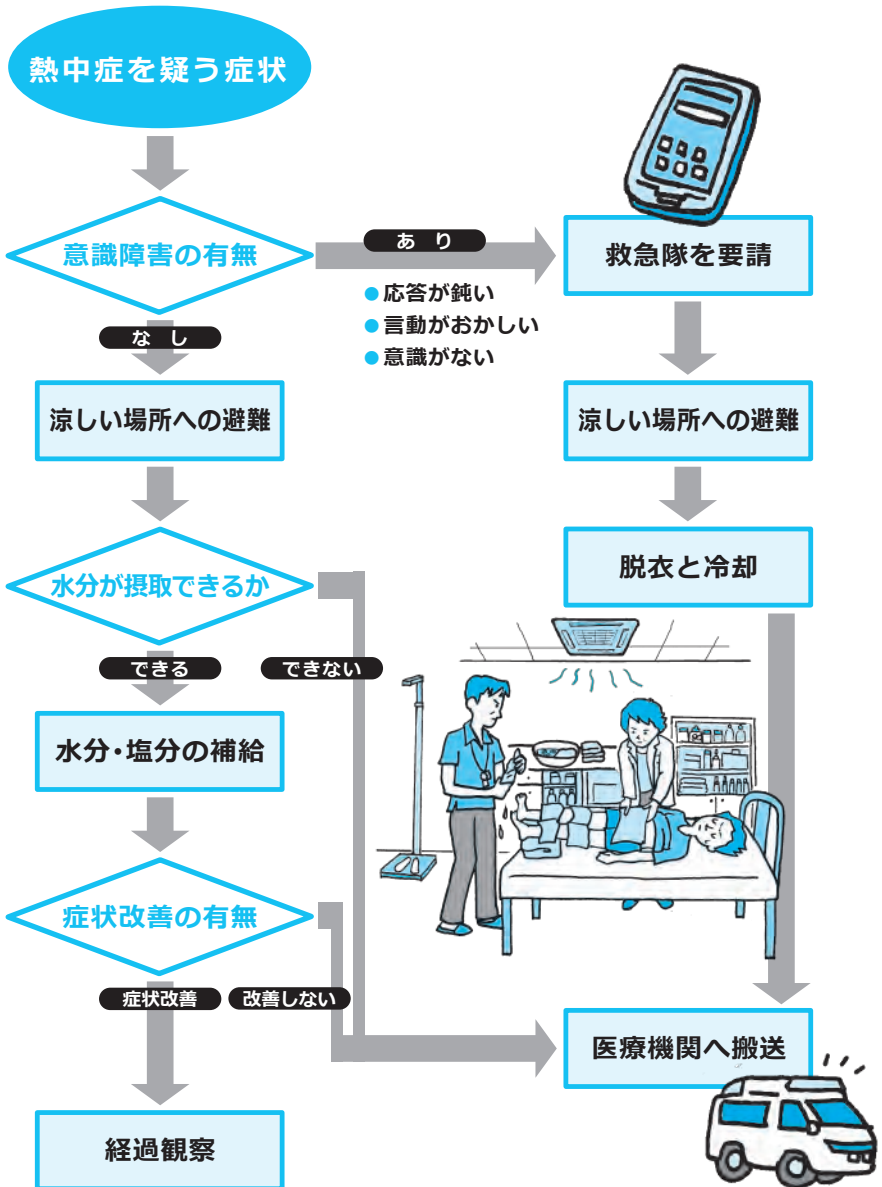 熱中症を疑う症状
意識障害の有無
あり
救急隊を要請
●応答が鈍い
●言動がおかしい
●意識がない
なし
涼しい場所への避難
涼しい場所への避難
水分が摂取できるか
脱衣と冷却
できる
できない
水分・塩分の補給
症状改善の有無
症状改善
改善しない
医療機関へ搬送
経過観察